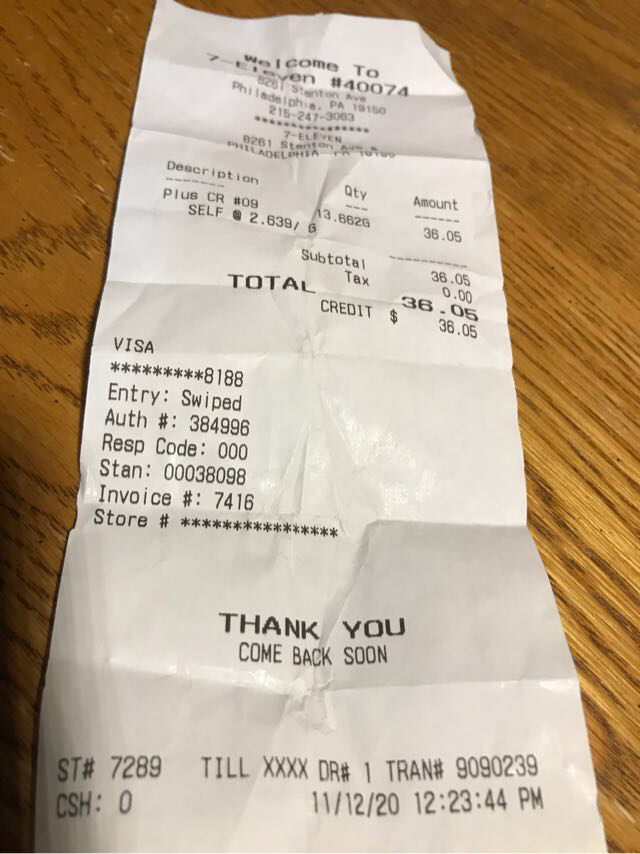 Welcome To
7-Eleven #40074
8261 Stenton Ave
Philadelphia, PA 19150
215-247-3083
****************
7-ELEVEN
8261 Stenton Ave
PHILADELPHIA PA
Description Qty Amount
------- --- ------
Plus CR #09 13.662G 36.05
SELF @ 2.639/ G
----------
Subtotal 36.05
Tax 0.00
TOTAL 36.05
CREDIT $ 36.05
VISA
*********8188
Entry: Swiped
Auth #: 384996
Resp Code: 000
Stan: 00038098
Invoice #: 7416
Store # ****************
THANK YOU
COME BACK SOON
ST# 7289 TILL XXXX DR# 1 TRAN# 9090239
CSH: 0 11/12/20 12:23:44 PM